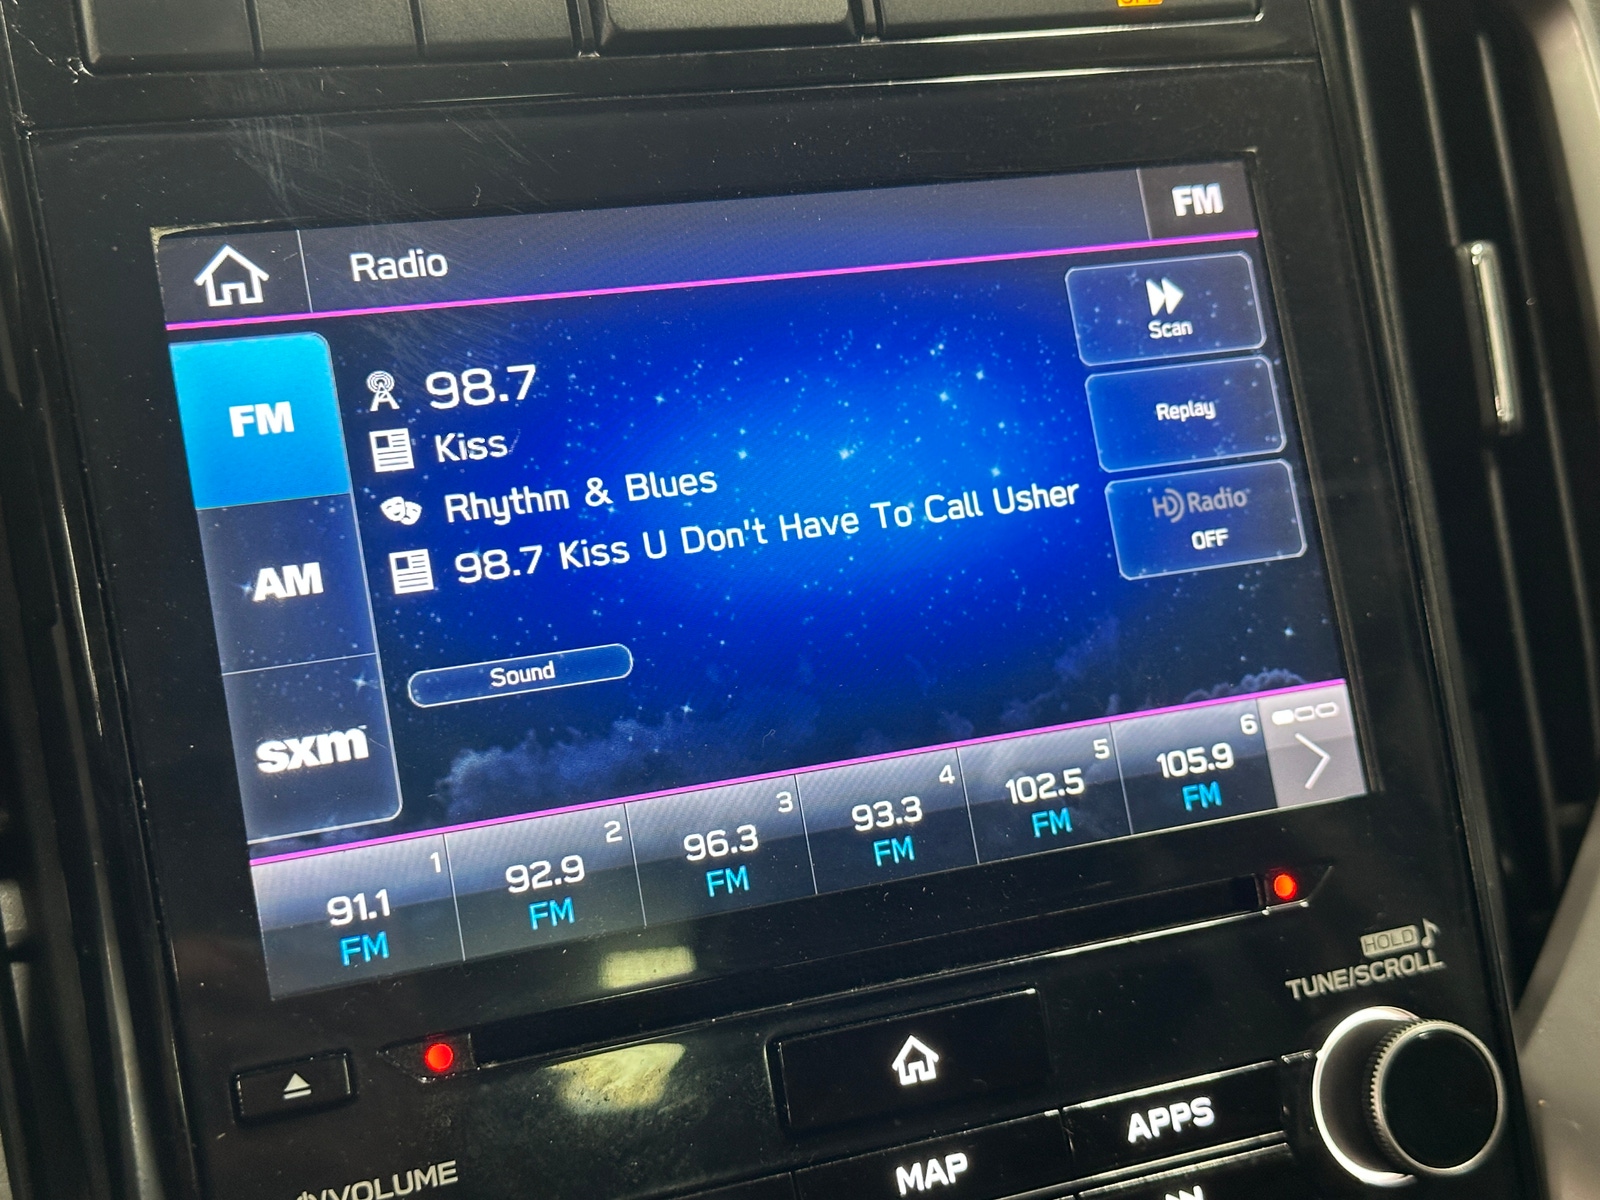 Radio
FM
FM
AM
sxm
98.7
Kiss
Rhythm & Blues
98.7 Kiss U Don't Have To Call Usher
Scan
Replay
HD Radio
OFF
Sound
1
91.1
FM
2
92.9
FM
3
96.3
FM
4
93.3
FM
5
102.5
FM
6
105.9
FM
HOLD
TUNE/SCROLL
APPS
MAP
VOLUME